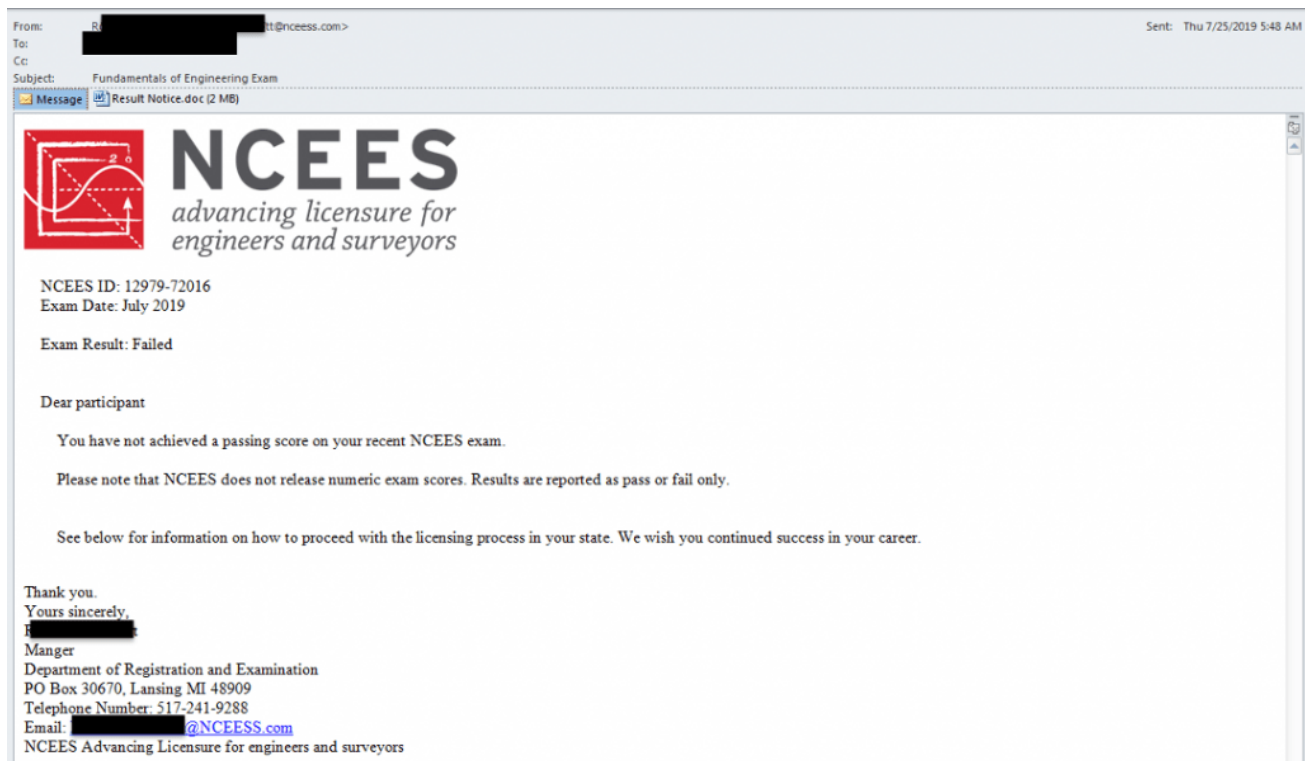 From: R tt@nceess.com>
Sent: Thu 7/25/2019 5:48 AM
To:
Cc:
Subject: Fundamentals of Engineering Exam
Message Result Notice.doc (2 MB)
2 0
NCEES
advancing licensure for
engineers and surveyors
NCEES ID: 12979-72016
Exam Date: July 2019
Exam Result: Failed
Dear participant
You have not achieved a passing score on your recent NCEES exam.
Please note that NCEES does not release numeric exam scores. Results are reported as pass or fail only.
See below for information on how to proceed with the licensing process in your state. We wish you continued success in your career.
Thank you.
Yours sincerely,
Manger
Department of Registration and Examination
PO Box 30670, Lansing MI 48909
Telephone Number: 517-241-9288
Email: @NCEESS.com
NCEES Advancing Licensure for engineers and surveyors